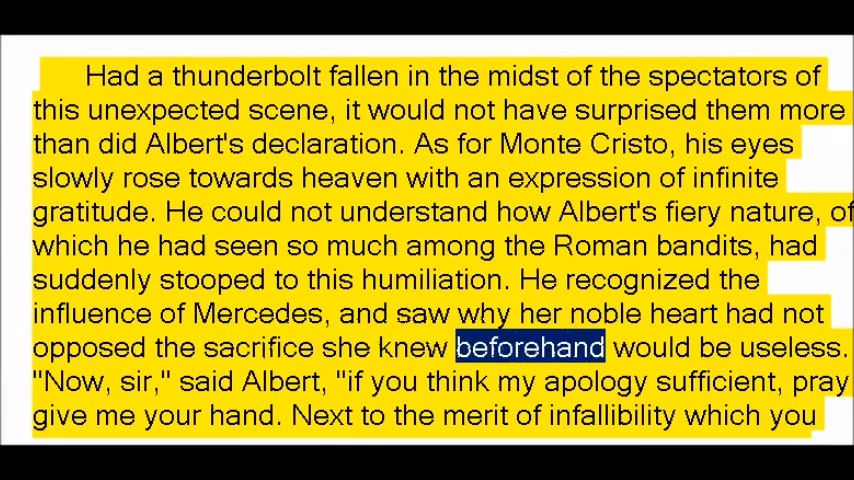 Had a thunderbolt fallen in the midst of the spectators of
this unexpected scene, it would not have surprised them more
than did Albert's declaration. As for Monte Cristo, his eyes
slowly rose towards heaven with an expression of infinite
gratitude. He could not understand how Albert's fiery nature, of
which he had seen so much among the Roman bandits, had
suddenly stooped to this humiliation. He recognized the
influence of Mercedes, and saw why her noble heart had not
opposed the sacrifice she knew beforehand would be useless.
"Now, sir," said Albert, "if you think my apology sufficient, pray
give me your hand. Next to the merit of infallibility which you